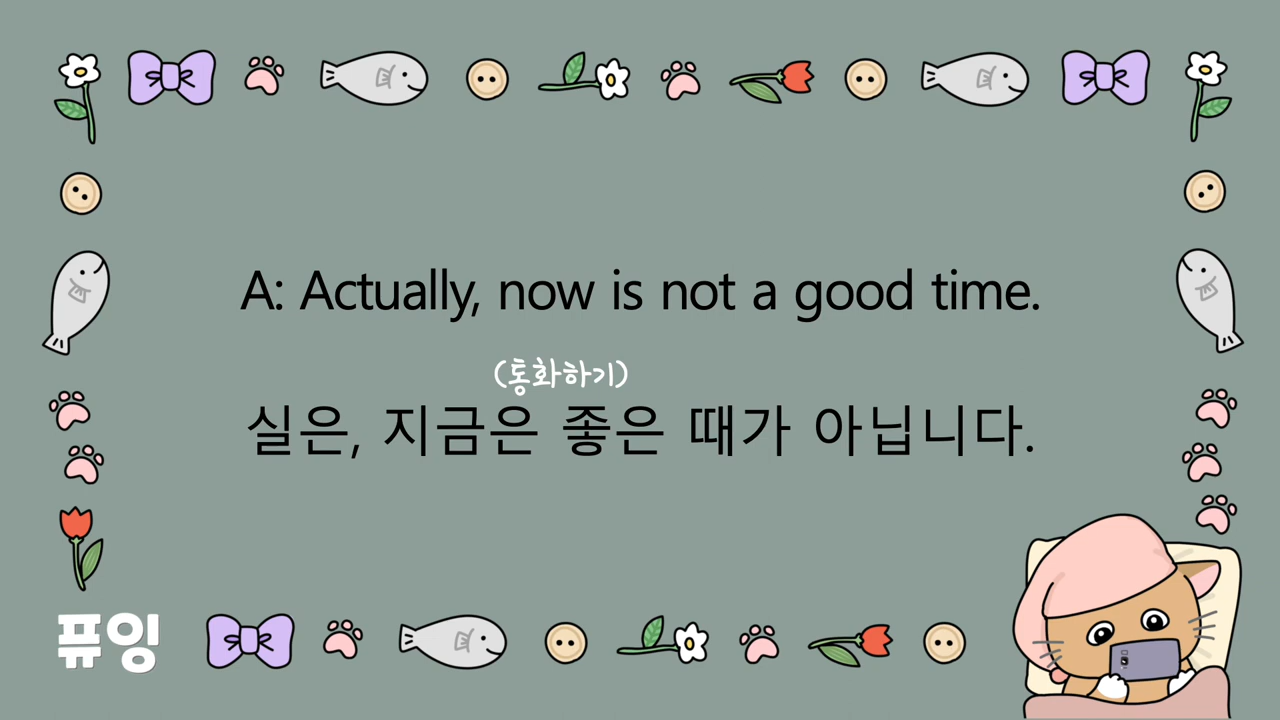 A: Actually, now is not a good time.
(통화하기)
실은, 지금은 좋은 때가 아닙니다.
퓨잉